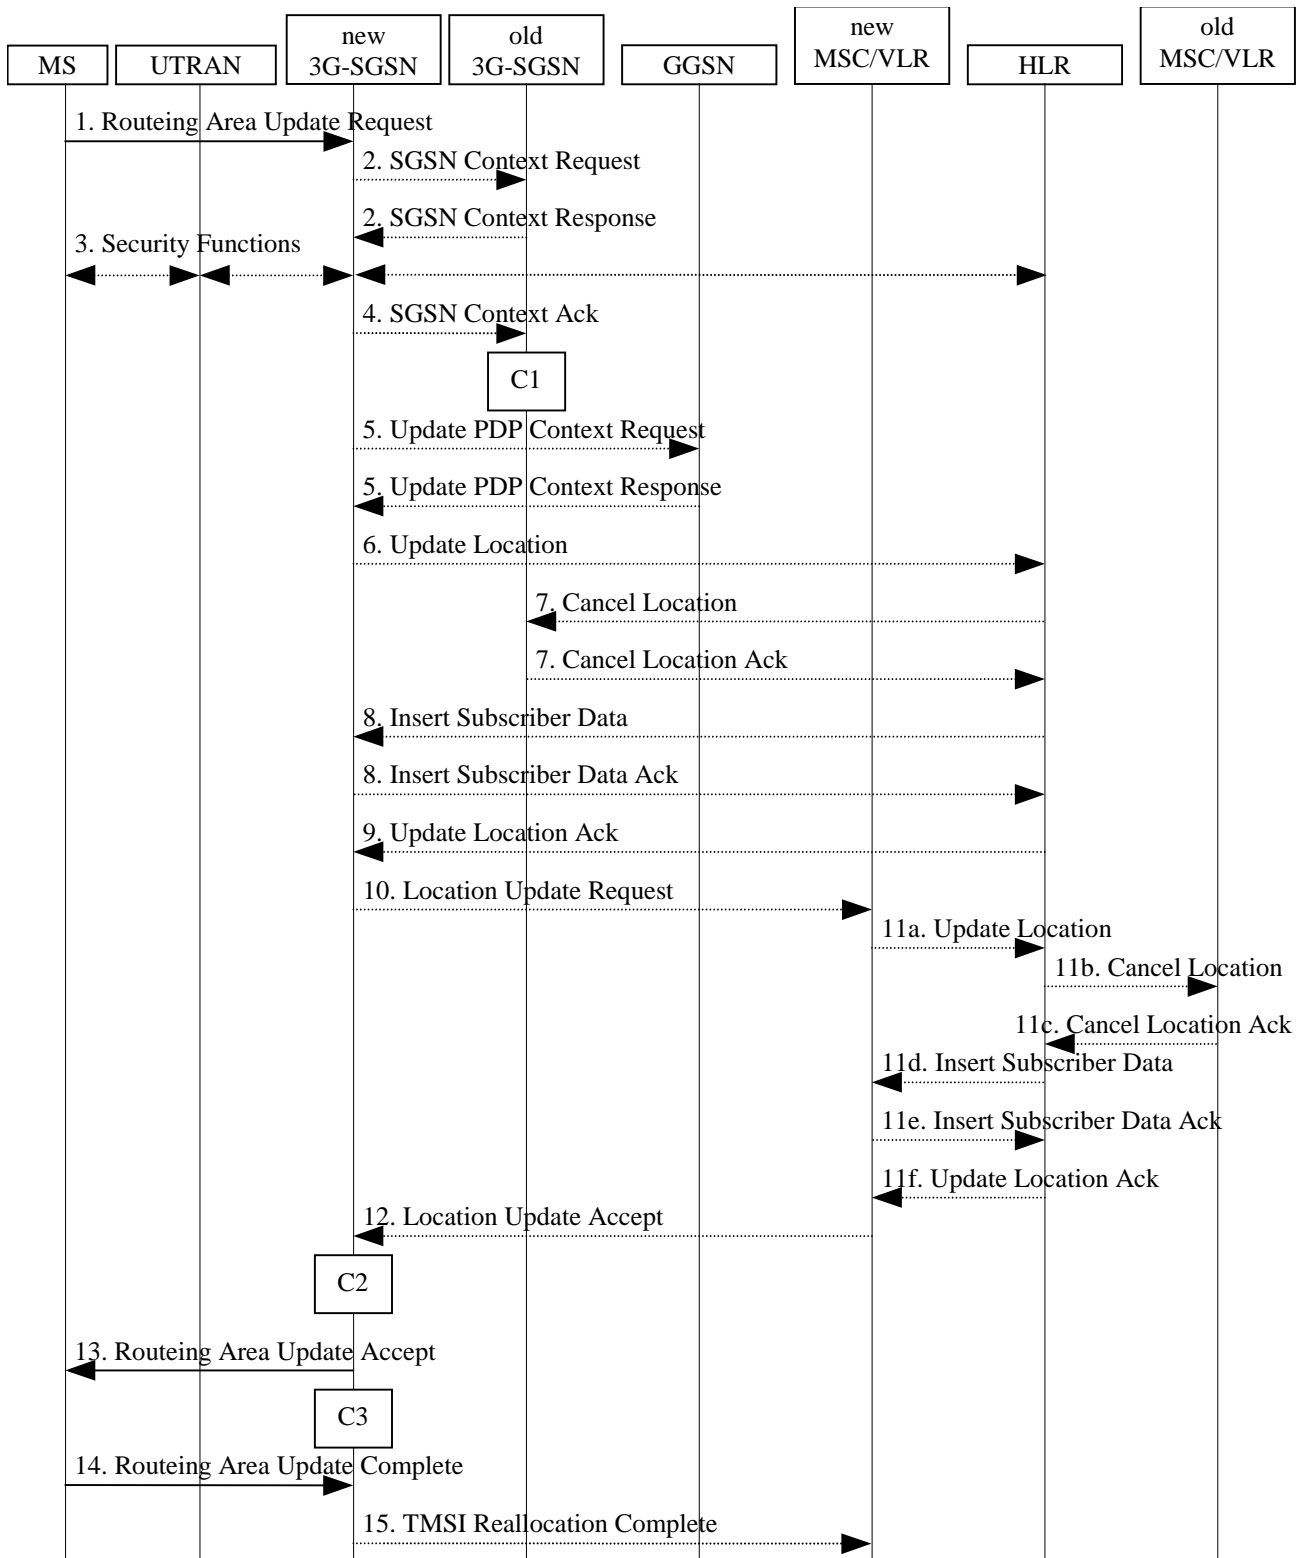 new
old
new
old
MS
UTRAN
3G-SGSN
3G-SGSN
GGSN
MSC/VLR
HLR
MSC/VLR
1. Routeing Area Update Request
2. SGSN Context Request
2. SGSN Context Response
3. Security Functions
4. SGSN Context Ack
C1
5. Update PDP Context Request
5. Update PDP Context Response
6. Update Location
7. Cancel Location
7. Cancel Location Ack
8. Insert Subscriber Data
8. Insert Subscriber Data Ack
9. Update Location Ack
10. Location Update Request
11a. Update Location
11b. Cancel Location
11c. Cancel Location Ack
11d. Insert Subscriber Data
11e. Insert Subscriber Data Ack
11f. Update Location Ack
12. Location Update Accept
C2
13. Routeing Area Update Accept
C3
14. Routeing Area Update Complete
15. TMSI Reallocation Complete